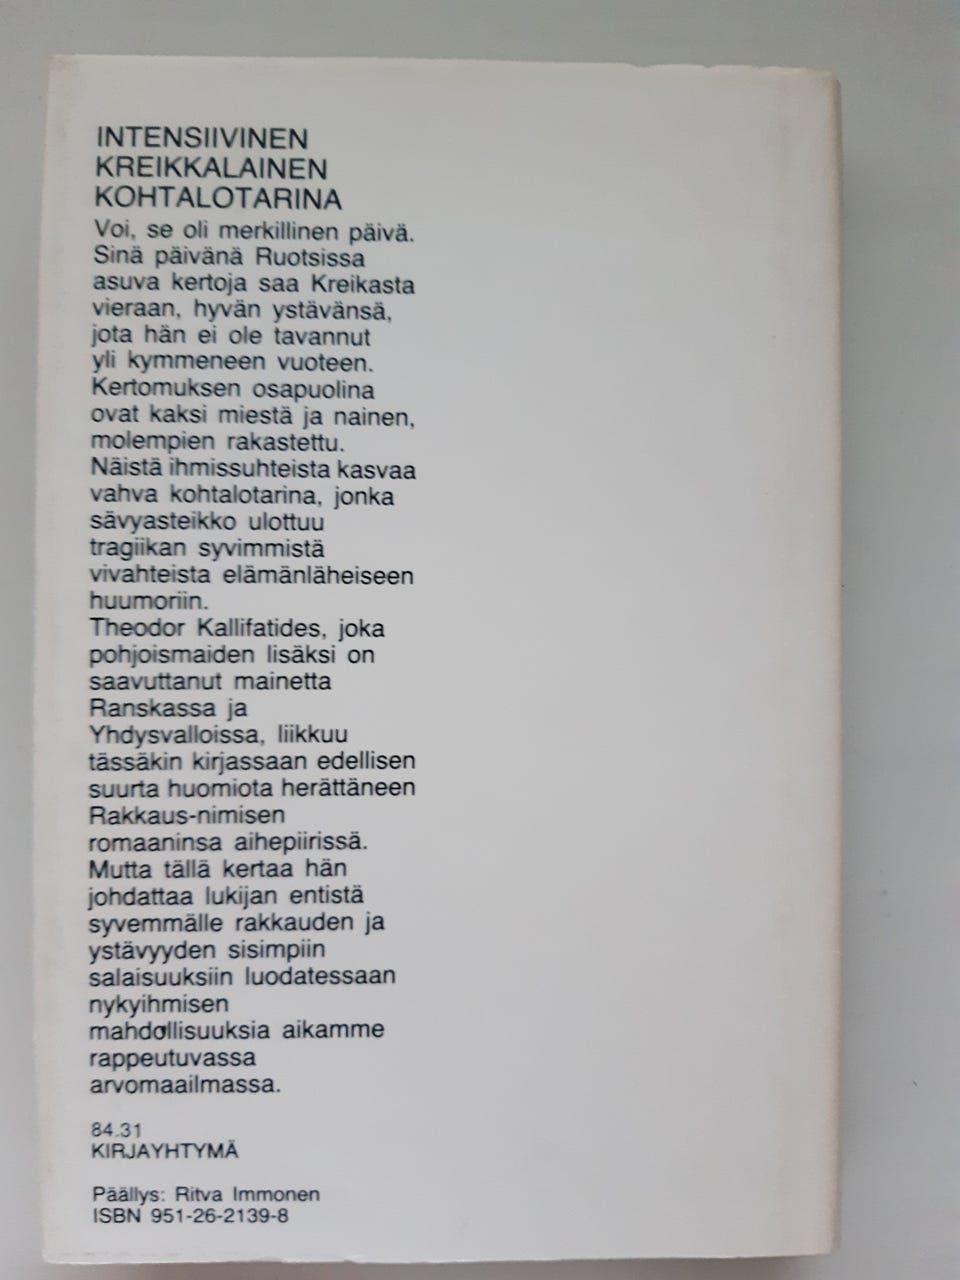 INTENSIIVINEN
KREIKKALAINEN
KOHTALOTARINA
Voi, se oli merkillinen päivä.
Sinä päivänä Ruotsissa
asuva kertoja saa Kreikasta
vieraan, hyvän ystävänsä,
jota hän ei ole tavannut
yli kymmeneen vuoteen.
Kertomuksen osapuolina
ovat kaksi miestä ja nainen,
molempien rakastettu.
Näistä ihmissuhteista kasvaa
vahva kohtalotarina, jonka
sävyasteikko ulottuu
tragiikan syvimmistä
vivahteista elämänläheiseen
huumoriin.
Theodor Kallifatides, joka
pohjoismaiden lisäksi on
saavuttanut mainetta
Ranskassa ja
Yhdysvalloissa, liikkuu
tässäkin kirjassaan edellisen
suurta huomiota herättäneen
Rakkaus-nimisen
romaaninsa aihepiirissä.
Mutta tällä kertaa hän
johdattaa lukijan entistä
syvemmälle rakkauden ja
ystävyyden sisimpiin
salaisuuksiin luodatessaan
nykyihmisen
mahdollisuuksia aikamme
rappeutuvassa
arvomaailmassa.
84.31
KIRJAYHTYMÄ
Päällys: Ritva Immonen
ISBN 951-26-2139-8